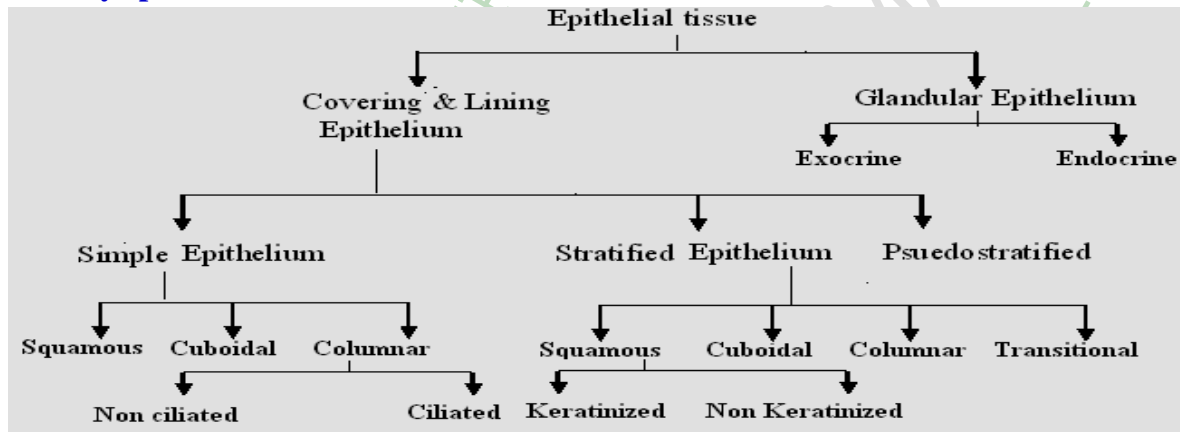 Epithelial tissue
Covering & Lining
Epithelium
Glandular Epithelium
Exocrine
Endocrine
Simple Epithelium
Stratified Epithelium
Psuedostratified
Squamous
Cuboidal
Columnar
Squamous
Cuboidal
Columnar
Transitional
Non ciliated
Ciliated
Keratinized
Non Keratinized